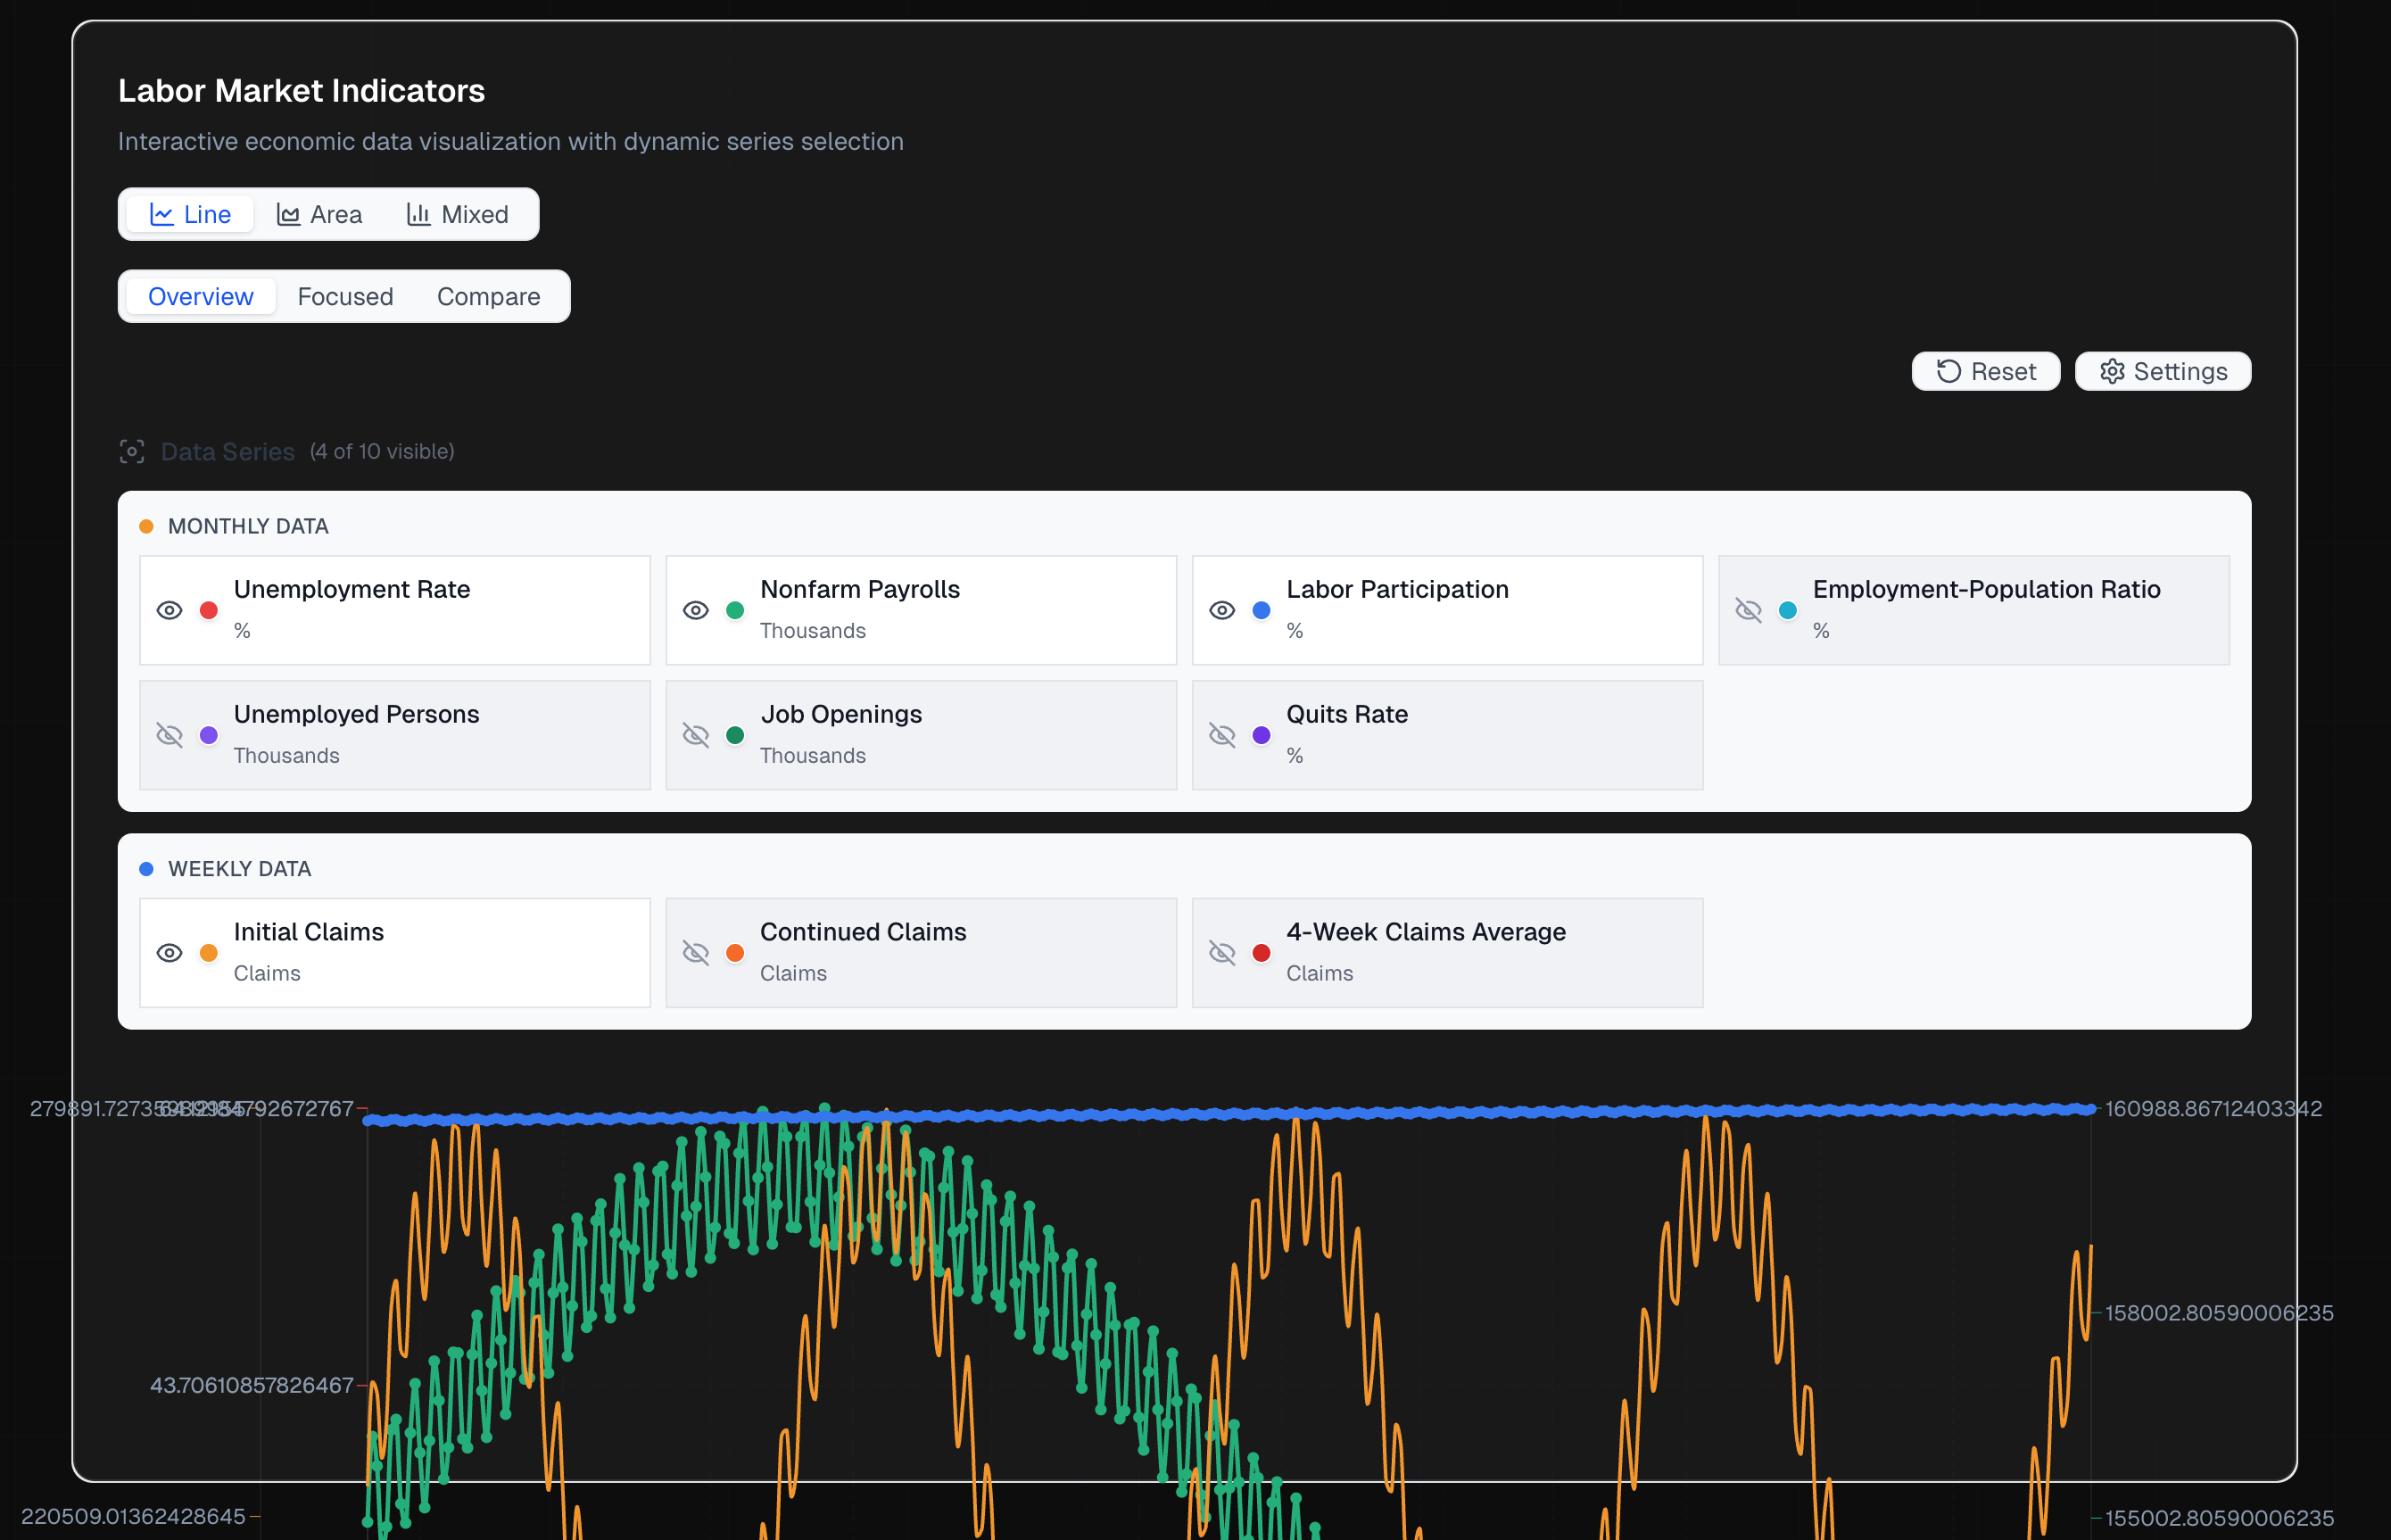 Labor Market Indicators
Interactive economic data visualization with dynamic series selection
Line Area Mixed
Overview Focused Compare
Reset Settings
Data Series (4 of 10 visible)
MONTHLY DATA
Unemployment Rate
%
Nonfarm Payrolls
Thousands
Labor Participation
%
Employment-Population Ratio
%
Unemployed Persons
Thousands
Job Openings
Thousands
Quits Rate
%
WEEKLY DATA
Initial Claims
Claims
Continued Claims
Claims
4-Week Claims Average
Claims
160988.86712403342
158002.80590006235
43.70610857826467
220509.01362428645
155002.80590006235